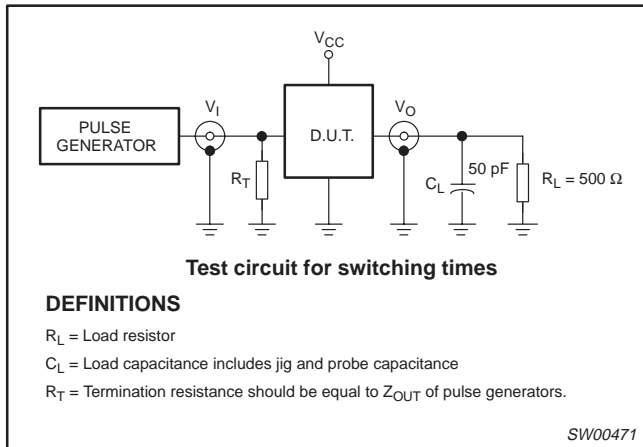 V_CC
PULSE
GENERATOR
V_I
D.U.T.
V_O
R_T
50 pF
C_L
R_L = 500 Ω
Test circuit for switching times
DEFINITIONS
R_L = Load resistor
C_L = Load capacitance includes jig and probe capacitance
R_T = Termination resistance should be equal to Z_OUT of pulse generators.
SW00471